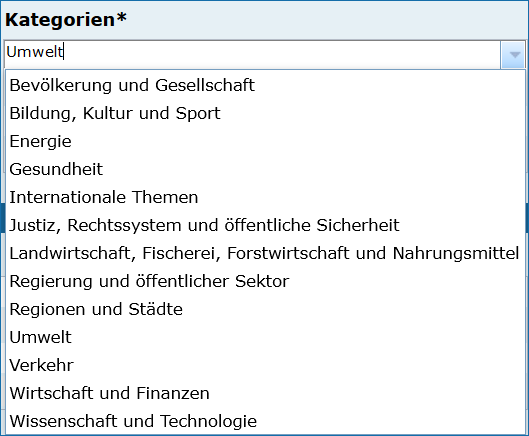 Kategorien*
Umwelt
Bevölkerung und Gesellschaft
Bildung, Kultur und Sport
Energie
Gesundheit
Internationale Themen
Justiz, Rechtssystem und öffentliche Sicherheit
Landwirtschaft, Fischerei, Forstwirtschaft und Nahrungsmittel
Regierung und öffentlicher Sektor
Regionen und Städte
Umwelt
Verkehr
Wirtschaft und Finanzen
Wissenschaft und Technologie